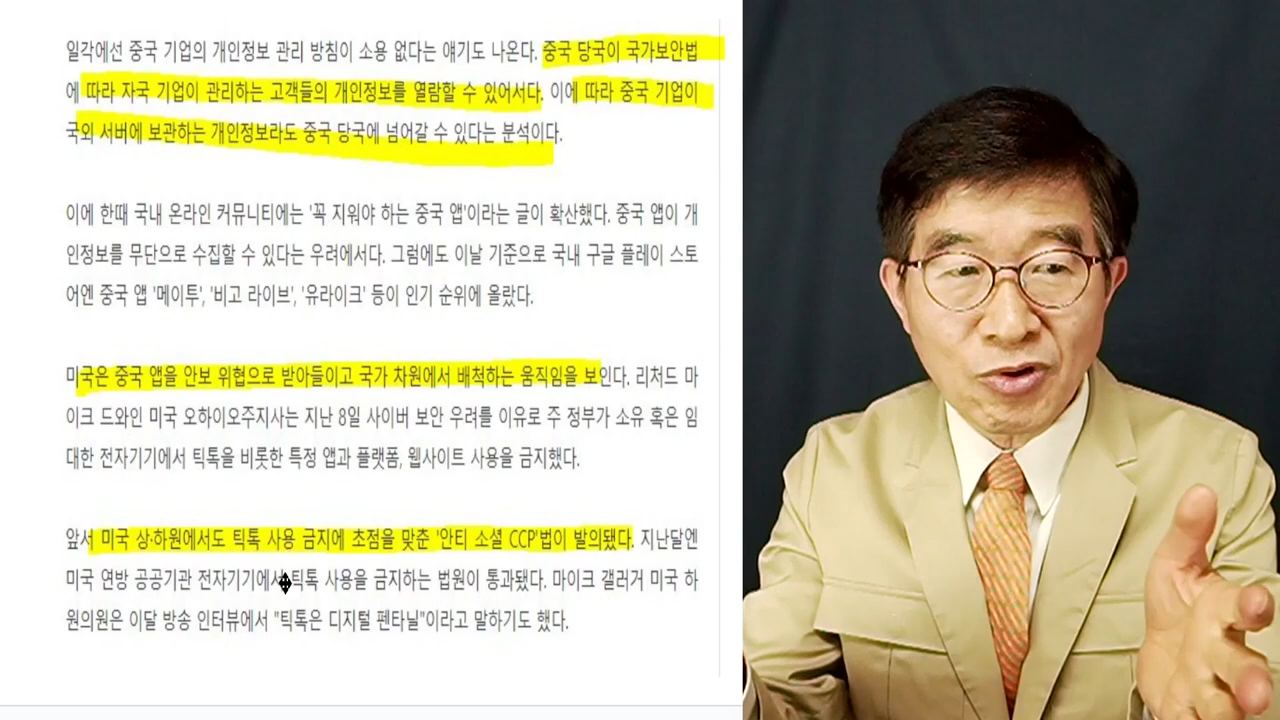 일각에선 중국 기업의 개인정보 관리 방침이 소용 없다는 얘기도 나온다. 중국 당국이 국가보안법
에 따라 자국 기업이 관리하는 고객들의 개인정보를 열람할 수 있어서다. 이에 따라 중국 기업이
국외 서버에 보관하는 개인정보라도 중국 당국에 넘어갈 수 있다는 분석이다.
이에 한때 국내 온라인 커뮤니티에는 '꼭 지워야 하는 중국 앱'이라는 글이 확산했다. 중국 앱이 개
인정보를 무단으로 수집할 수 있다는 우려에서다. 그럼에도 이날 기준으로 국내 구글 플레이 스토
어엔 중국 앱 '메이투', '비고 라이브', '유라이크' 등이 인기 순위에 올랐다.
미국은 중국 앱을 안보 위협으로 받아들이고 국가 차원에서 배척하는 움직임을 보인다. 리처드 마
이크 드와인 미국 오하이오주지사는 지난 8일 사이버 보안 우려를 이유로 주 정부가 소유 혹은 임
대한 전자기기에서 틱톡을 비롯한 특정 앱과 플랫폼, 웹사이트 사용을 금지했다.
앞서 미국 상·하원에서도 틱톡 사용 금지에 초점을 맞춘 '안티 소셜 CCP'법이 발의됐다. 지난달엔
미국 연방 공공기관 전자기기에서 틱톡 사용을 금지하는 법원이 통과됐다. 마이크 갤러거 미국 하
원의원은 이달 방송 인터뷰에서 "틱톡은 디지털 펜타닐"이라고 말하기도 했다.